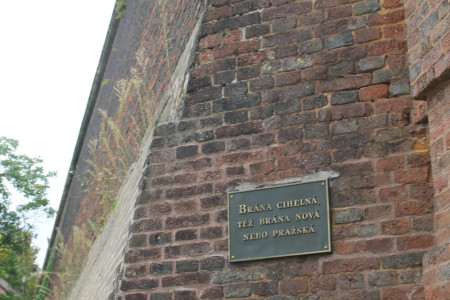 BRÁNA CIHELNÁ,
TÉŽ BRÁNA NOVÁ
NEBO PRAŽSKÁ